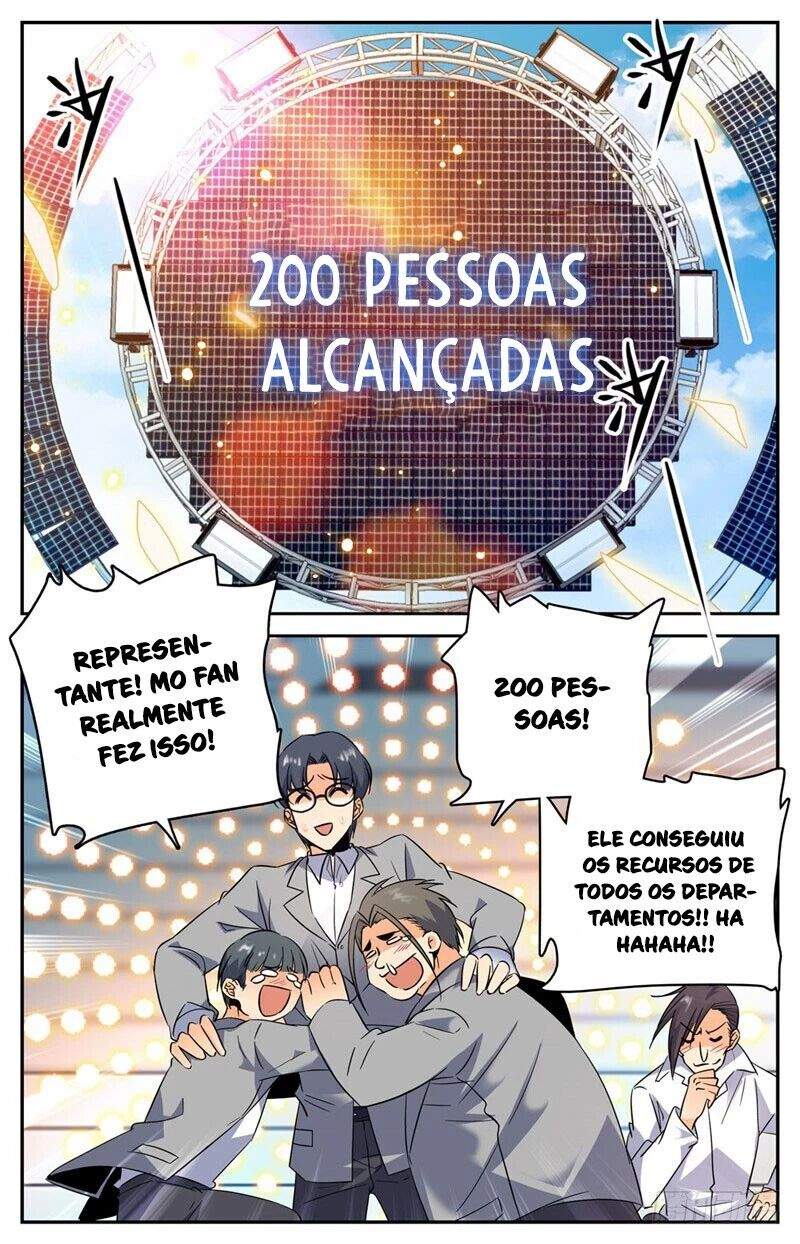 200 PESSOAS
ALCANÇADAS
REPRESEN-
TANTE! MO FAN
REALMENTE
FEZ ISSO!
200 PES-
SOAS!
ELE CONSEGUIU
OS RECURSOS DE
TODOS OS DEPAR-
TAMENTOS!! HA
HAHAHA!!